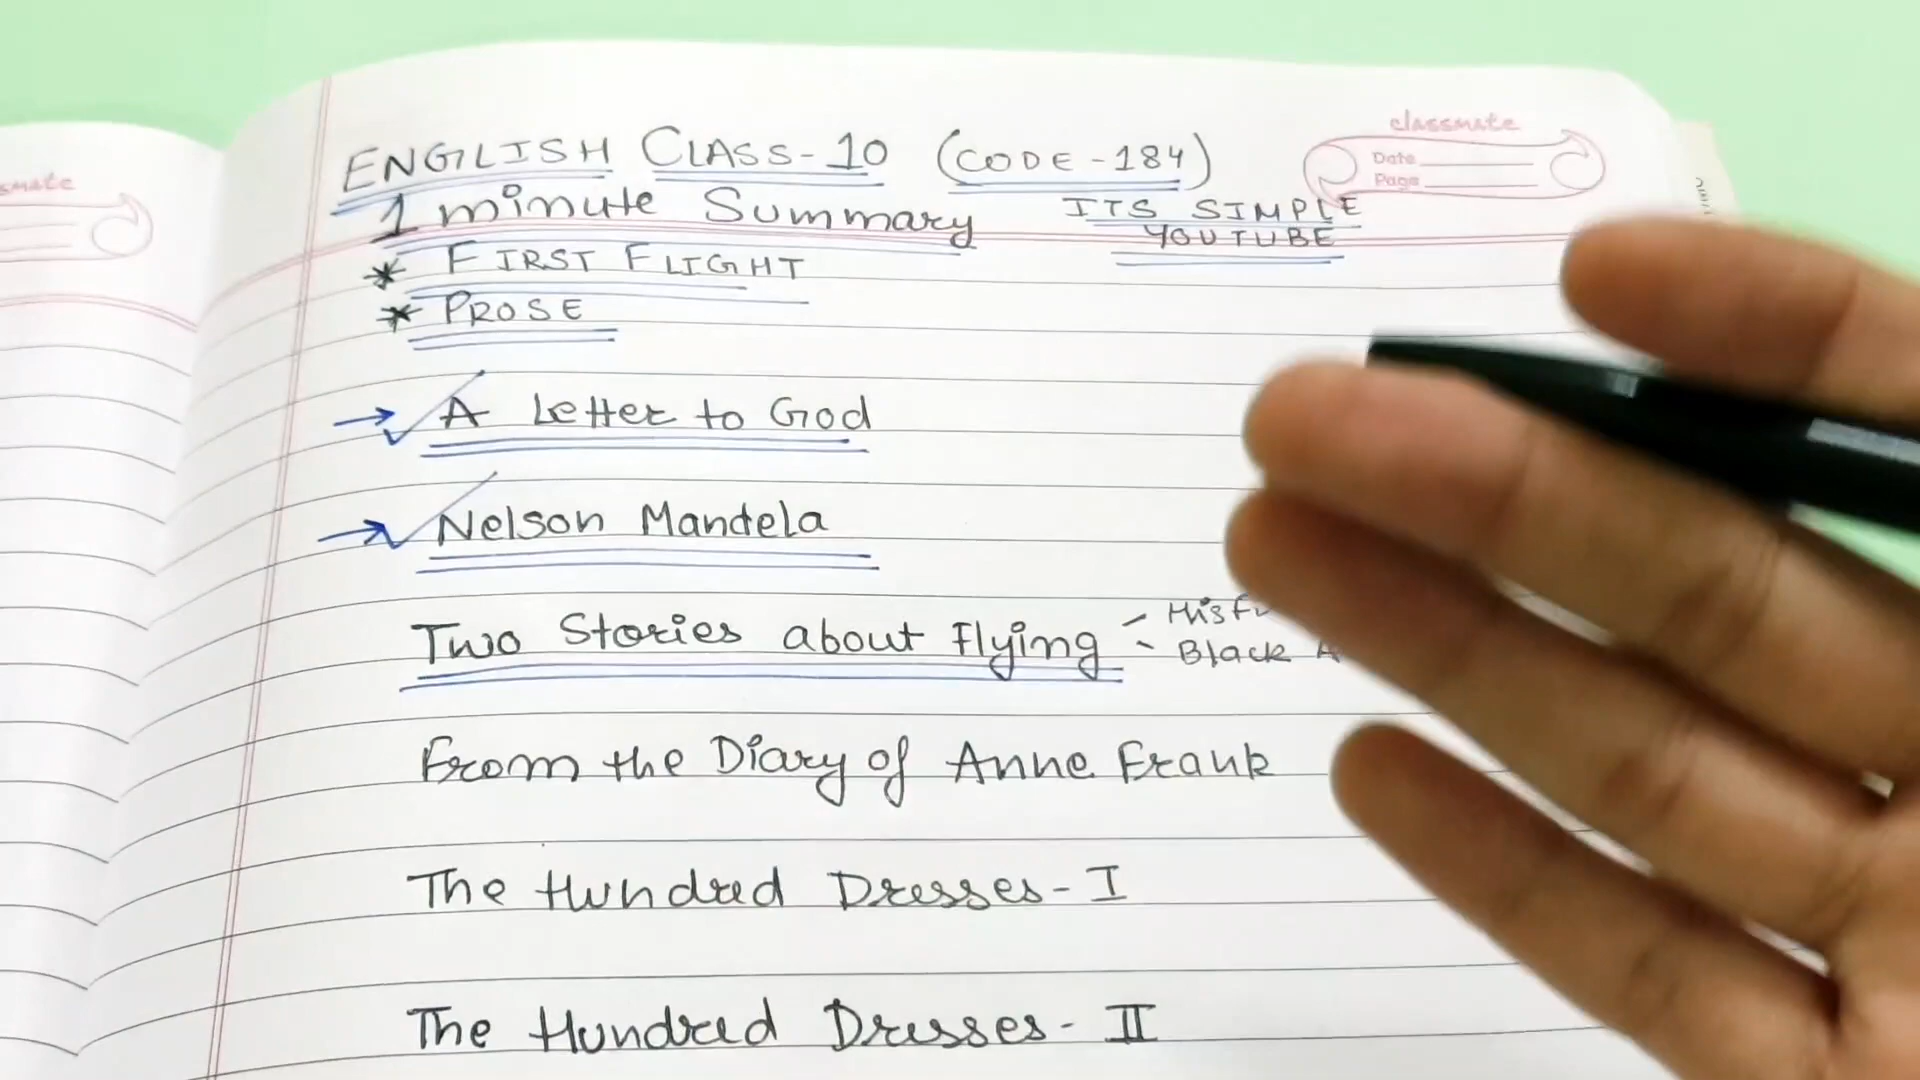 ENGLISH CLASS-10 (CODE-184)
classmate
Date
Page
1 minute Summary
ITS SIMPLE
YOUTUBE
* FIRST FLIGHT
* PROSE
→ ✓ A Letter to God
→ ✓ Nelson Mandela
Two Stories about Flying
- His
- Black
From the Diary of Anne Frank
The Hundred Dresses-I
The Hundred Dresses-II